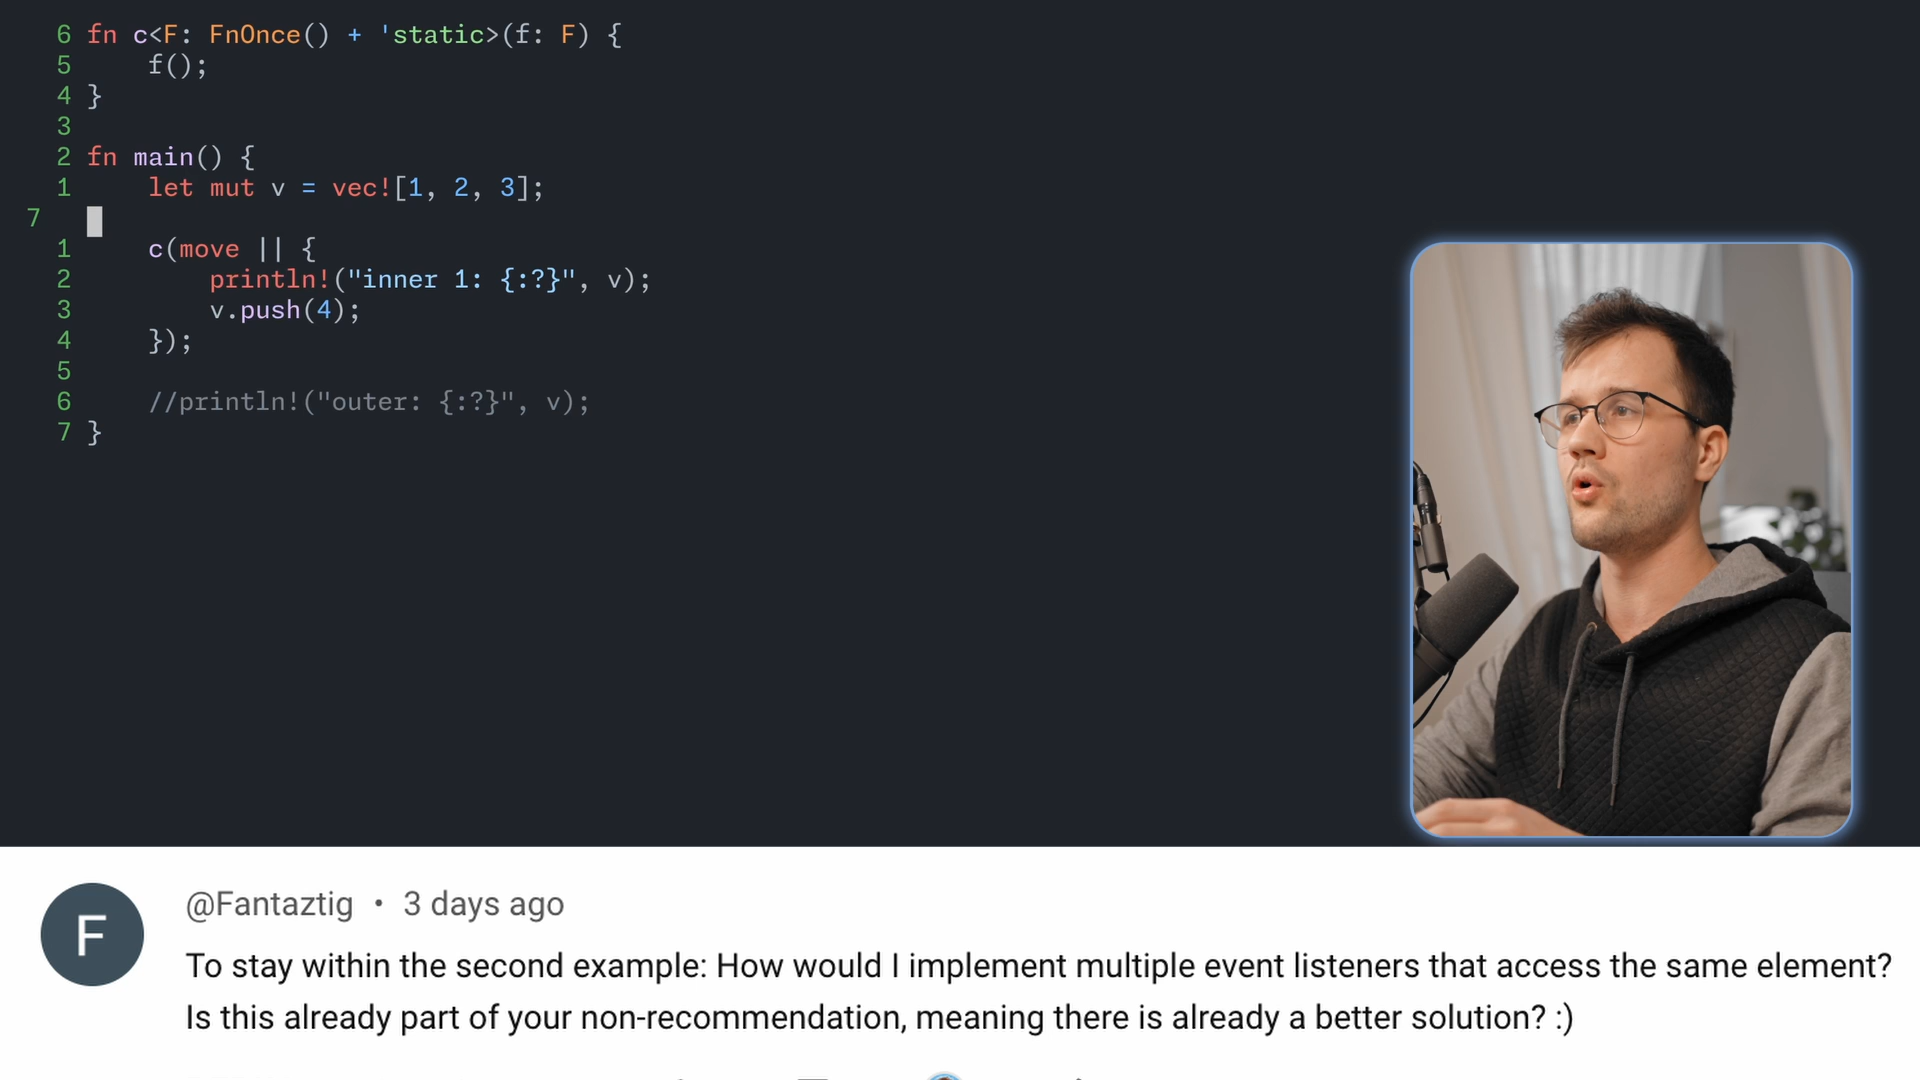 6 fn c<F: FnOnce() + 'static>(f: F) {
5     f();
4 }
3
2 fn main() {
1     let mut v = vec![1, 2, 3];
7
1     c(move || {
2         println!("inner 1: {:?}", v);
3         v.push(4);
4     });
5
6     //println!("outer: {:?}", v);
7 }
F
@Fantaztig • 3 days ago
To stay within the second example: How would I implement multiple event listeners that access the same element?
Is this already part of your non-recommendation, meaning there is already a better solution? :)